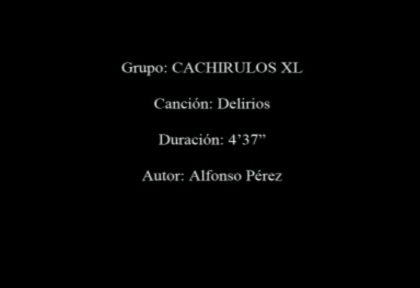 Grupo: CACHIRULOS XL
Canción: Delirios
Duración: 4’37”
Autor: Alfonso Pérez